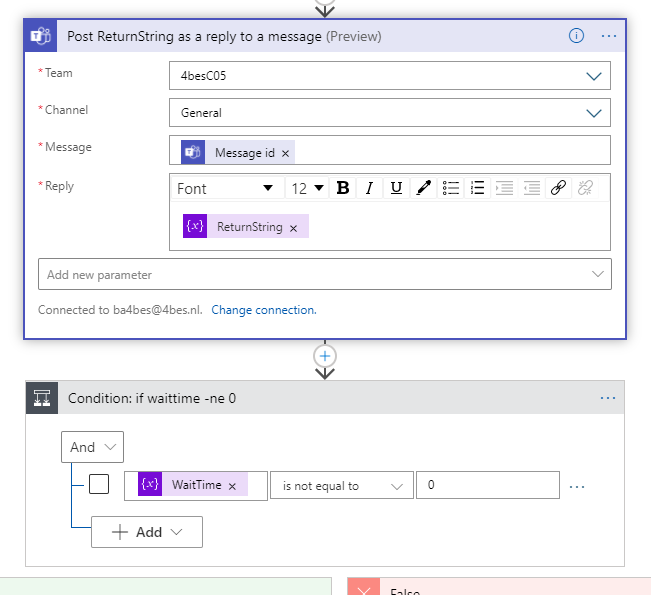 Post ReturnString as a reply to a message (Preview)
* Team
4besC05
* Channel
General
* Message
Message id ×
* Reply
Font 12 B I U
{x} ReturnString ×
Add new parameter
Connected to ba4bes@4bes.nl. Change connection.
Condition: if waittime -ne 0
And
{x} WaitTime × is not equal to 0
+ Add
False